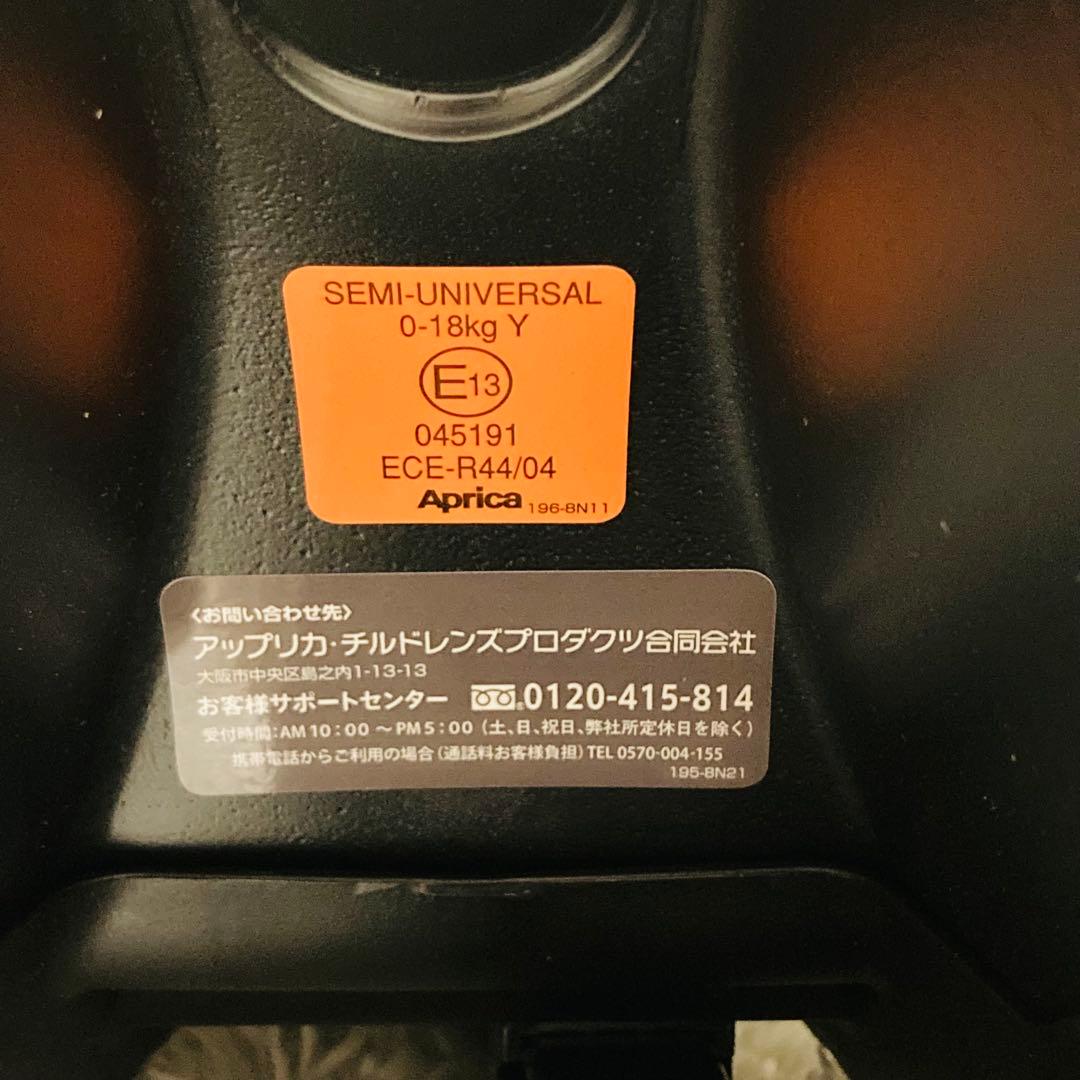 SEMI-UNIVERSAL
0-18kg Y
E13
045191
ECE-R44/04
Aprica 196-8N11
〈お問い合わせ先〉
アップリカ・チルドレンズプロダクツ合同会社
大阪市中央区島之内1-13-13
お客様サポートセンター 0120-415-814
受付時間:AM10:00~PM5:00(土、日、祝日、弊社所定休日を除く)
携帯電話からご利用の場合(通話料お客様負担)TEL 0570-004-155
195-8N21